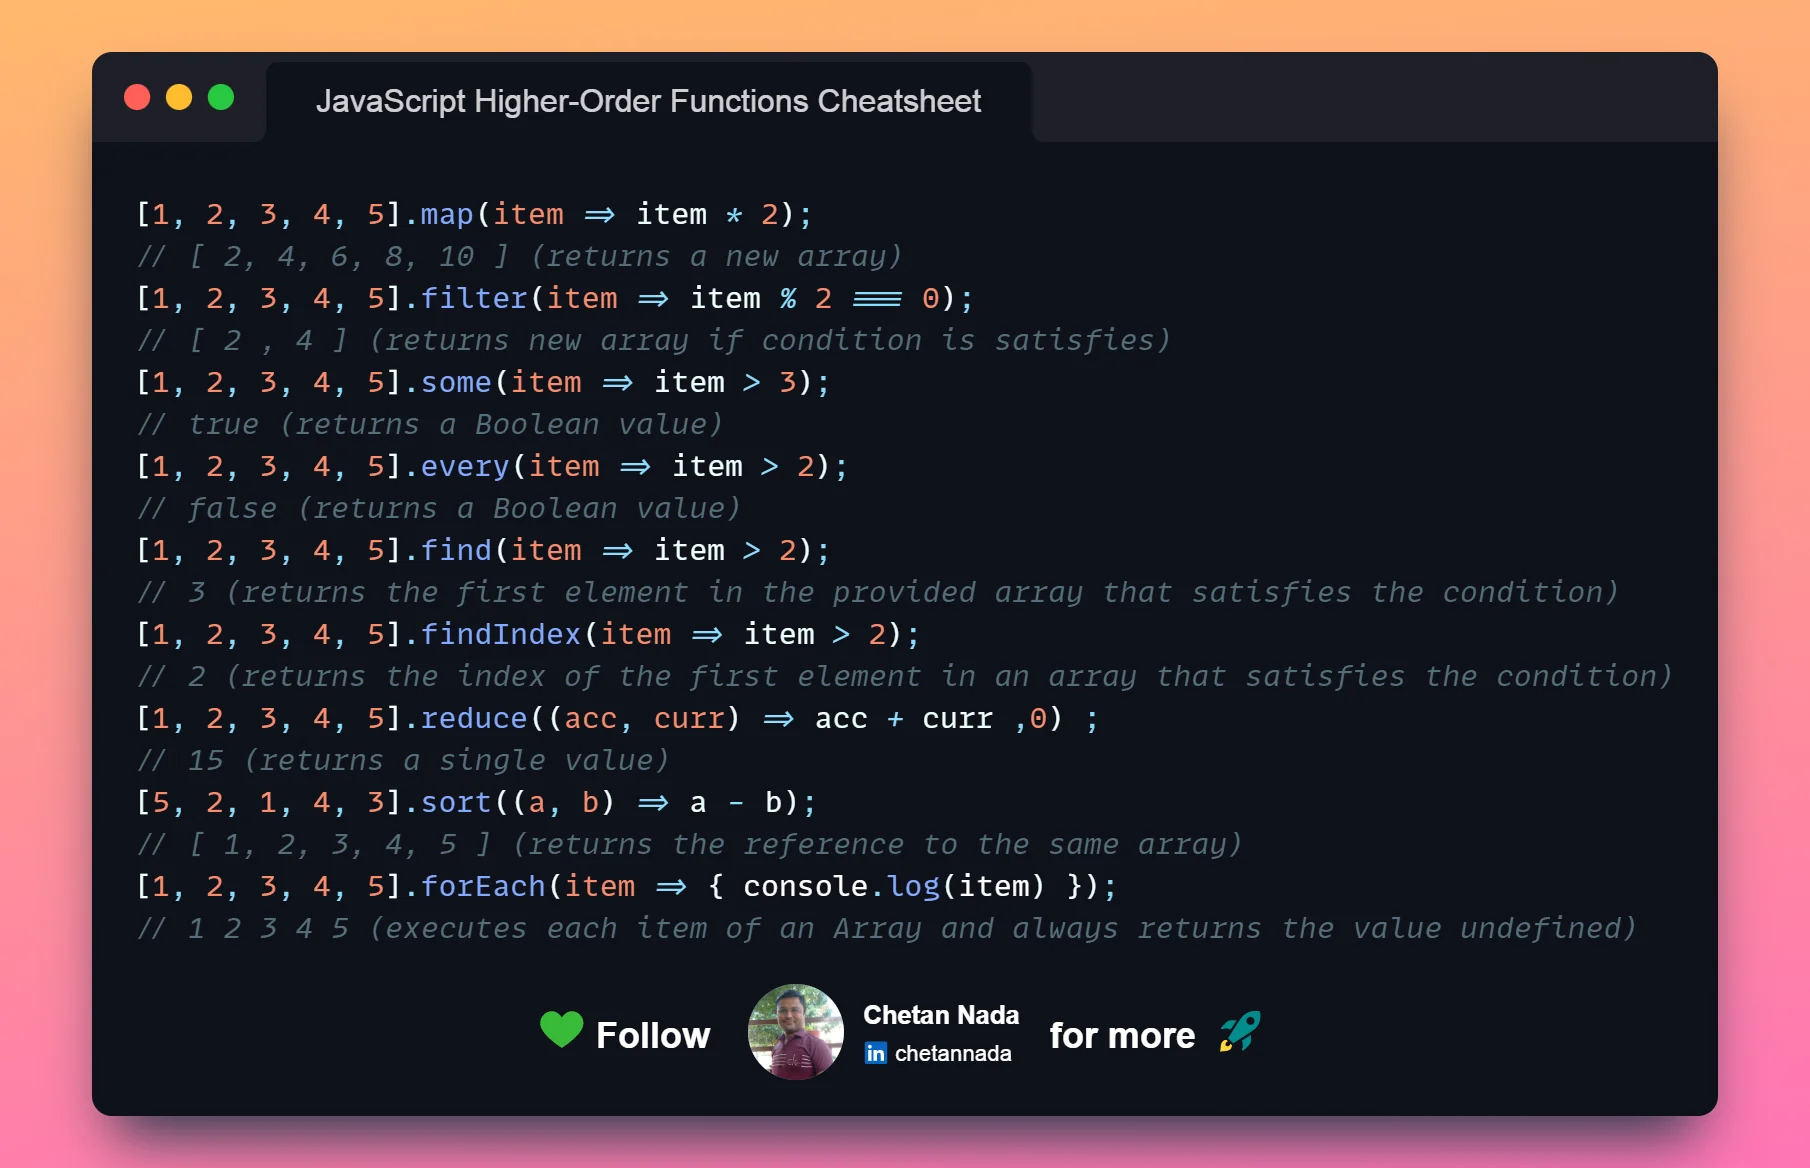 JavaScript Higher-Order Functions Cheatsheet
[1, 2, 3, 4, 5].map(item => item * 2);
// [ 2, 4, 6, 8, 10 ] (returns a new array)
[1, 2, 3, 4, 5].filter(item => item % 2 === 0);
// [ 2 , 4 ] (returns new array if condition is satisfies)
[1, 2, 3, 4, 5].some(item => item > 3);
// true (returns a Boolean value)
[1, 2, 3, 4, 5].every(item => item > 2);
// false (returns a Boolean value)
[1, 2, 3, 4, 5].find(item => item > 2);
// 3 (returns the first element in the provided array that satisfies the condition)
[1, 2, 3, 4, 5].findIndex(item => item > 2);
// 2 (returns the index of the first element in an array that satisfies the condition)
[1, 2, 3, 4, 5].reduce((acc, curr) => acc + curr ,0) ;
// 15 (returns a single value)
[5, 2, 1, 4, 3].sort((a, b) => a - b);
// [ 1, 2, 3, 4, 5 ] (returns the reference to the same array)
[1, 2, 3, 4, 5].forEach(item => { console.log(item) });
// 1 2 3 4 5 (executes each item of an Array and always returns the value undefined)
Follow
Chetan Nada
in chetannada
for more